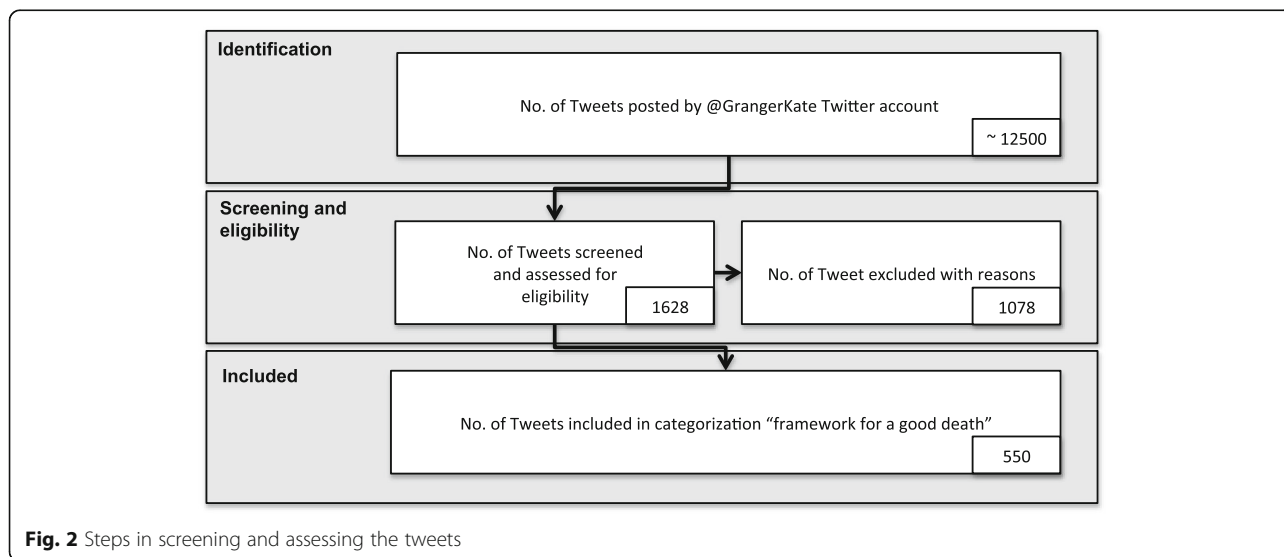 Identification
No. of Tweets posted by @GrangerKate Twitter account
~ 12500
Screening and
eligibility
No. of Tweets screened
and assessed for
eligibility
1628
No. of Tweet excluded with reasons
1078
Included
No. of Tweets included in categorization “framework for a good death”
550
Fig. 2 Steps in screening and assessing the tweets